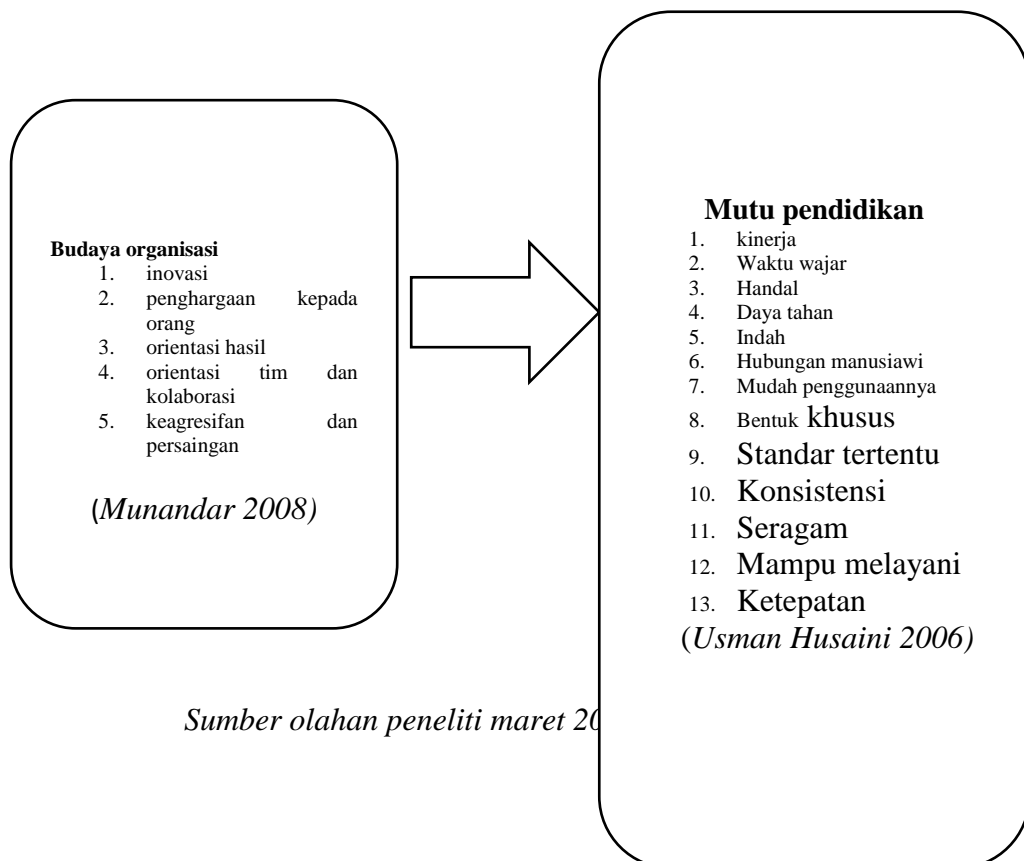 Budaya organisasi
1. inovasi
2. penghargaan kepada
orang
3. orientasi hasil
4. orientasi tim dan
kolaborasi
5. keagresifan dan
persaingan
(Munandar 2008)
Mutu pendidikan
1. kinerja
2. Waktu wajar
3. Handal
4. Daya tahan
5. Indah
6. Hubungan manusiawi
7. Mudah penggunaannya
8. Bentuk khusus
9. Standar tertentu
10. Konsistensi
11. Seragam
12. Mampu melayani
13. Ketepatan
(Usman Husaini 2006)
Sumber olahan peneliti maret